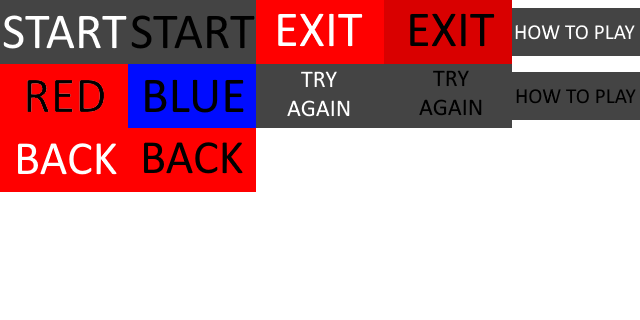 START START EXIT EXIT HOW TO PLAY
RED BLUE TRY AGAIN TRY AGAIN HOW TO PLAY
BACK BACK